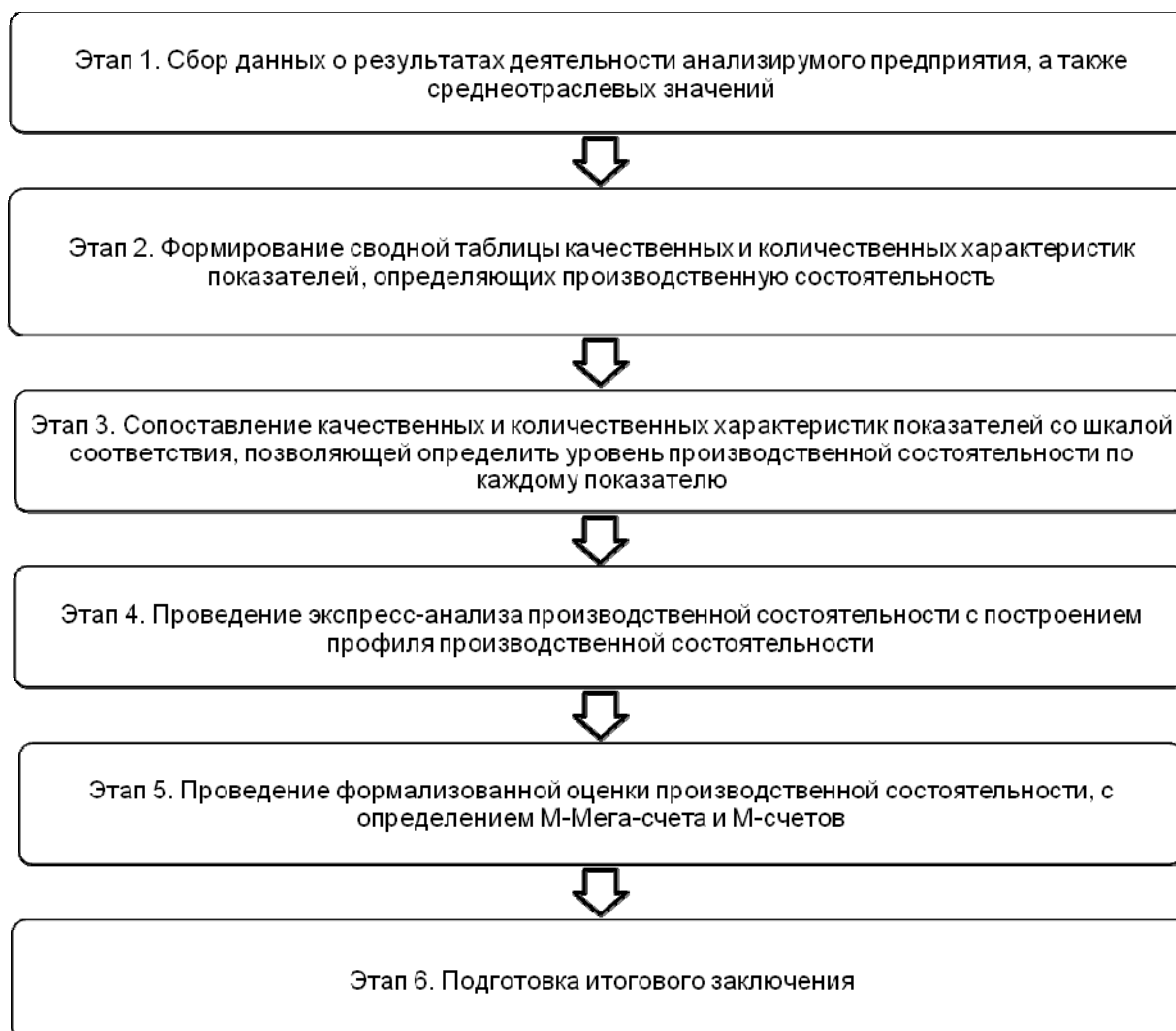 Этап 1. Сбор данных о результатах деятельности анализирумого предприятия, а также
среднеотраслевых значений
Этап 2. Формирование сводной таблицы качественных и количественных характеристик
показателей, определяющих производственную состоятельность
Этап 3. Сопоставление качественных и количественных характеристик показателей со шкалой
соответствия, позволяющей определить уровень производственной состоятельности по
каждому показателю
Этап 4. Проведение экспресс-анализа производственной состоятельности с построением
профиля производственной состоятельности
Этап 5. Проведение формализованной оценки производственной состоятельности, с
определением М-Мега-счета и М-счетов
Этап 6. Подготовка итогового заключения